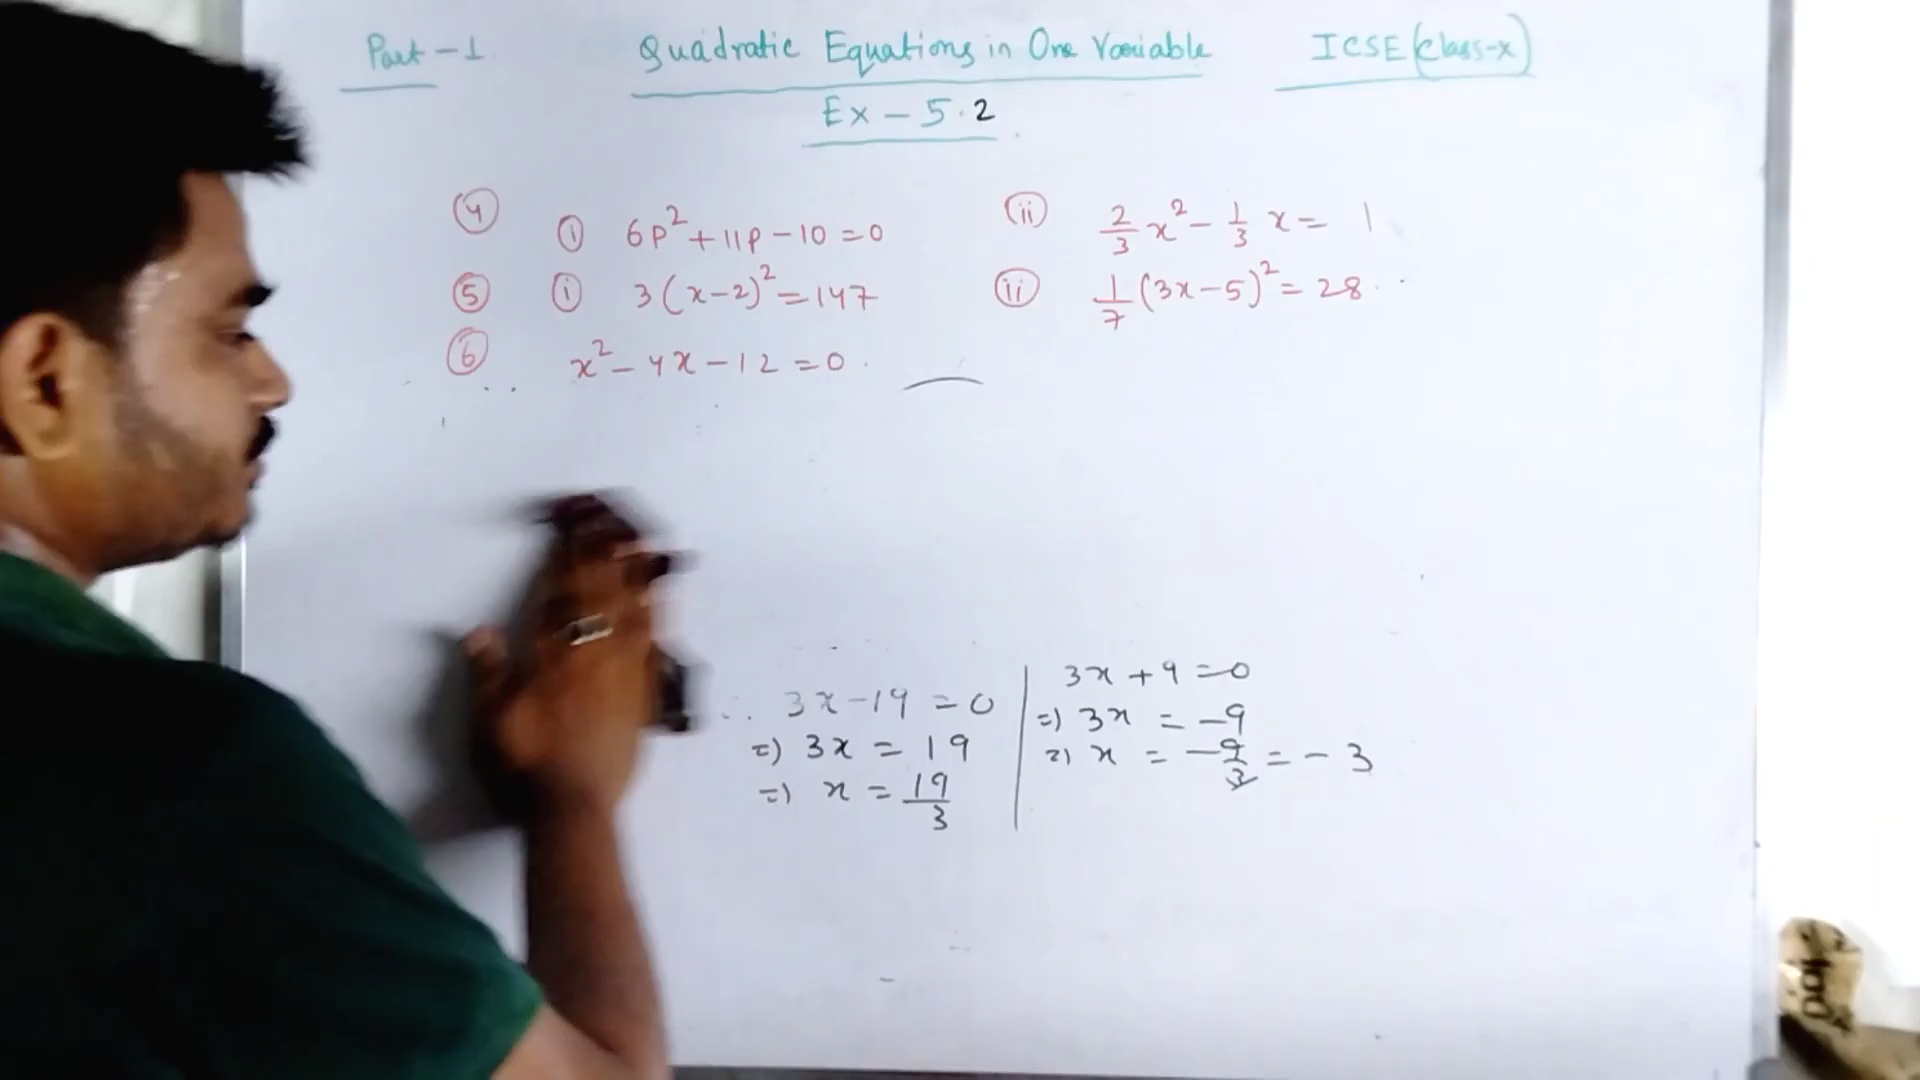 Part-1 Quadratic Equations in One Variable ICSE (Class-x)
Ex - 5.2
④ ⓘ 6p²+11p-10=0 ⓘⓘ 2/3 x² - 1/3 x = 1
⑤ ⓘ 3(x-2)²=147 ⓘⓘ 1/7 (3x-5)²=28
⑥ x²-4x-12=0.
∴ 3x-19=0 | 3x+9=0
=) 3x = 19 | =) 3x = -9
=) x = 19/3 | =) x = -9/3 = -3